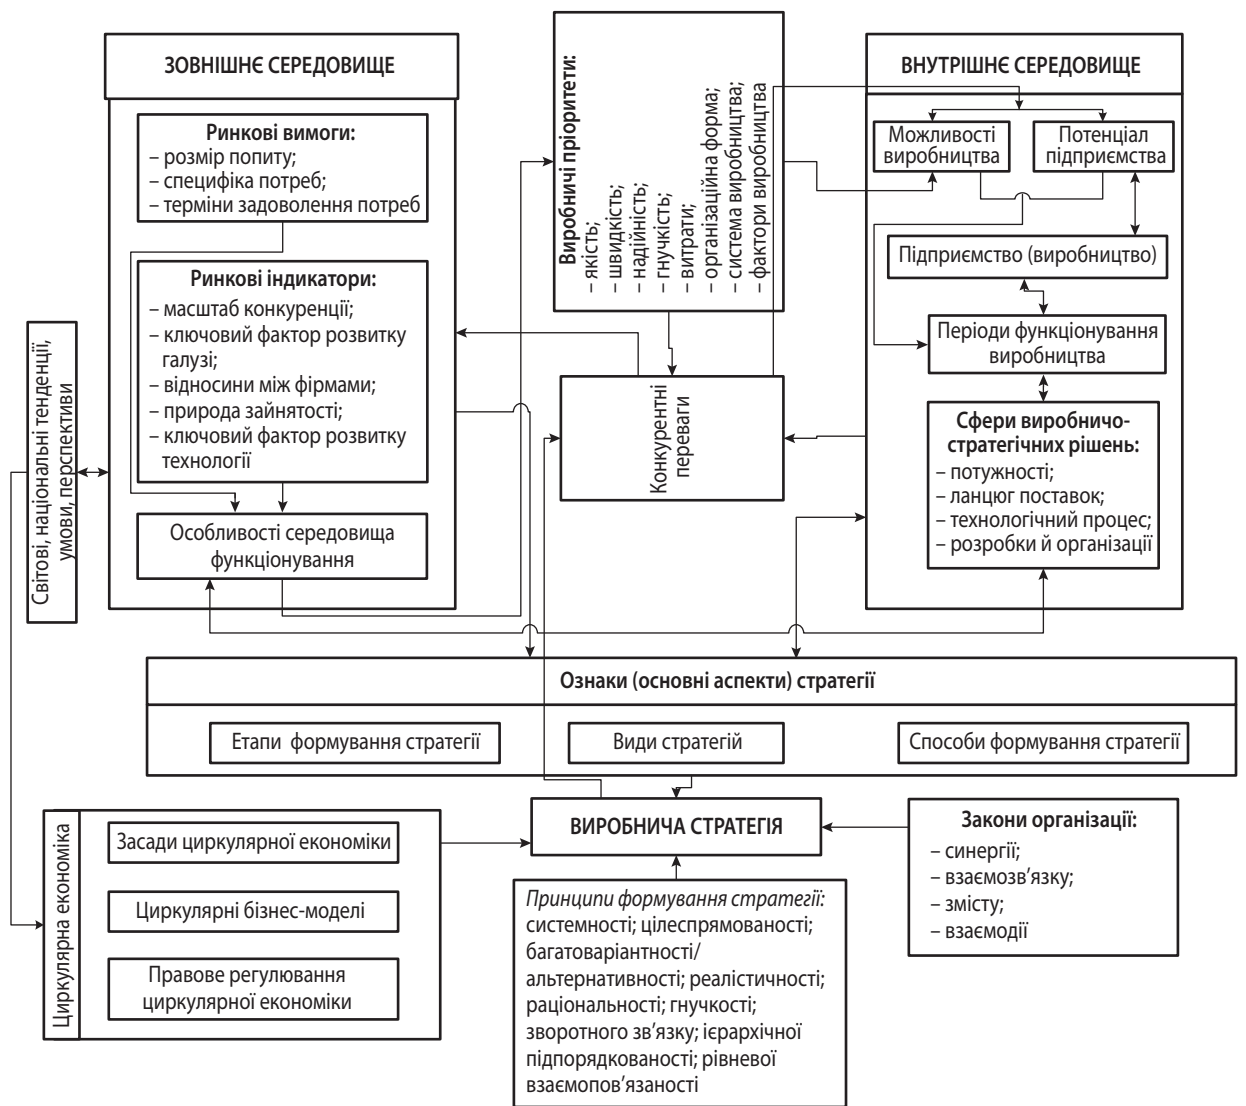 ЗОВНІШНЄ СЕРЕДОВИЩЕ
Ринкові вимоги:
– розмір попиту;
– специфіка потреб;
– терміни задоволення потреб
Ринкові індикатори:
– масштаб конкуренції;
– ключовий фактор розвитку
галузі;
– відносини між фірмами;
– природа зайнятості;
– ключовий фактор розвитку
технології
Особливості середовища
функціонування
Світові, національні тенденції,
умови, перспективи
Виробничі пріоритети:
– якість;
– швидкість;
– надійність;
– гнучкість;
– витрати;
– організаційна форма;
– система виробництва;
– фактори виробництва
Конкурентні
переваги
ВНУТРІШНЄ СЕРЕДОВИЩЕ
Можливості
виробництва
Потенціал
підприємства
Підприємство (виробництво)
Періоди функціонування
виробництва
Сфери виробничо-
стратегічних рішень:
– потужності;
– ланцюг поставок;
– технологічний процес;
– розробки й організації
Ознаки (основні аспекти) стратегії
Етапи формування стратегії
Види стратегій
Способи формування стратегії
Циркулярна економіка
Засади циркулярної економіки
Циркулярні бізнес-моделі
Правове регулювання
циркулярної економіки
ВИРОБНИЧА СТРАТЕГІЯ
Принципи формування стратегії:
системності; цілеспрямованості;
багатоваріантності/
альтернативності; реалістичності;
раціональності; гнучкості;
зворотного зв'язку; ієрархічної
підпорядкованості; рівневої
взаємопов'язаності
Закони організації:
– синергії;
– взаємозв'язку;
– змісту;
– взаємодії